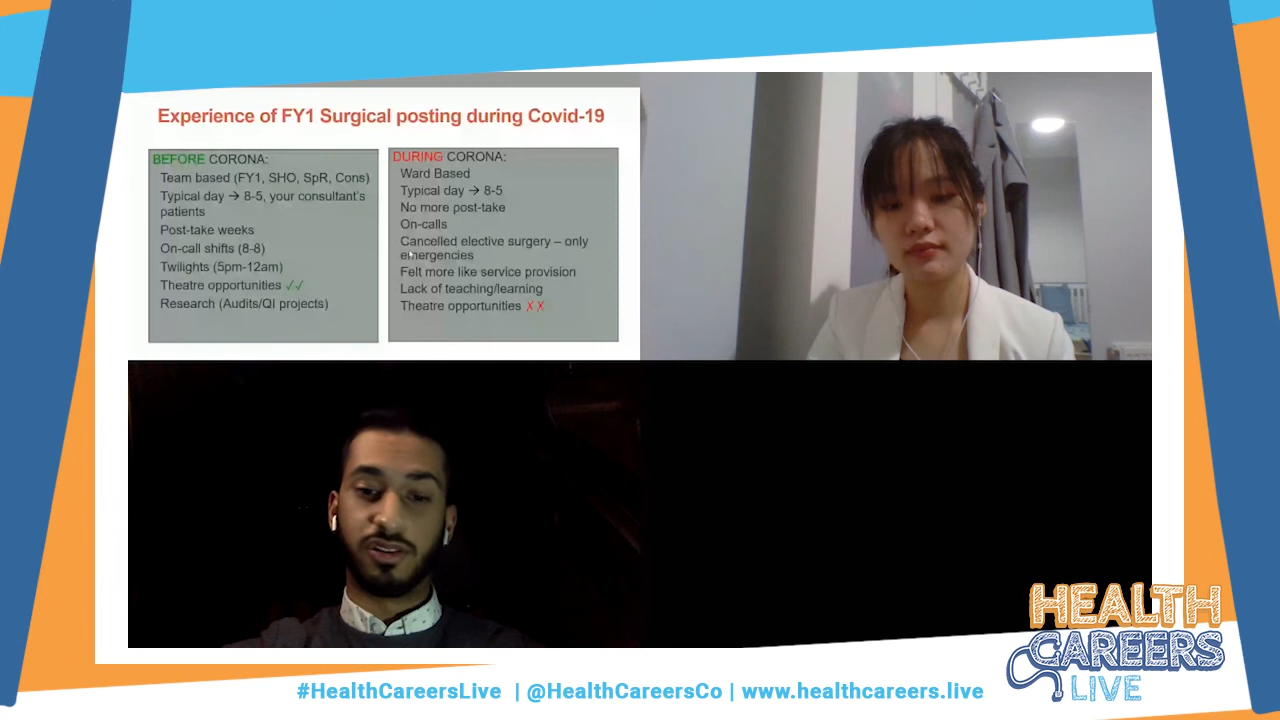 Experience of FY1 Surgical posting during Covid-19
BEFORE CORONA:
Team based (FY1, SHO, SpR, Cons)
Typical day → 8-5, your consultant's
patients
Post-take weeks
On-call shifts (8-8)
Twilights (5pm-12am)
Theatre opportunities ✓✓
Research (Audits/QI projects)
DURING CORONA:
Ward Based
Typical day → 8-5
No more post-take
On-calls
Cancelled elective surgery – only
emergencies
Felt more like service provision
Lack of teaching/learning
Theatre opportunities ✗✗
HEALTH
CAREERS
LIVE
#HealthCareersLive | @HealthCareersCo | www.healthcareers.live